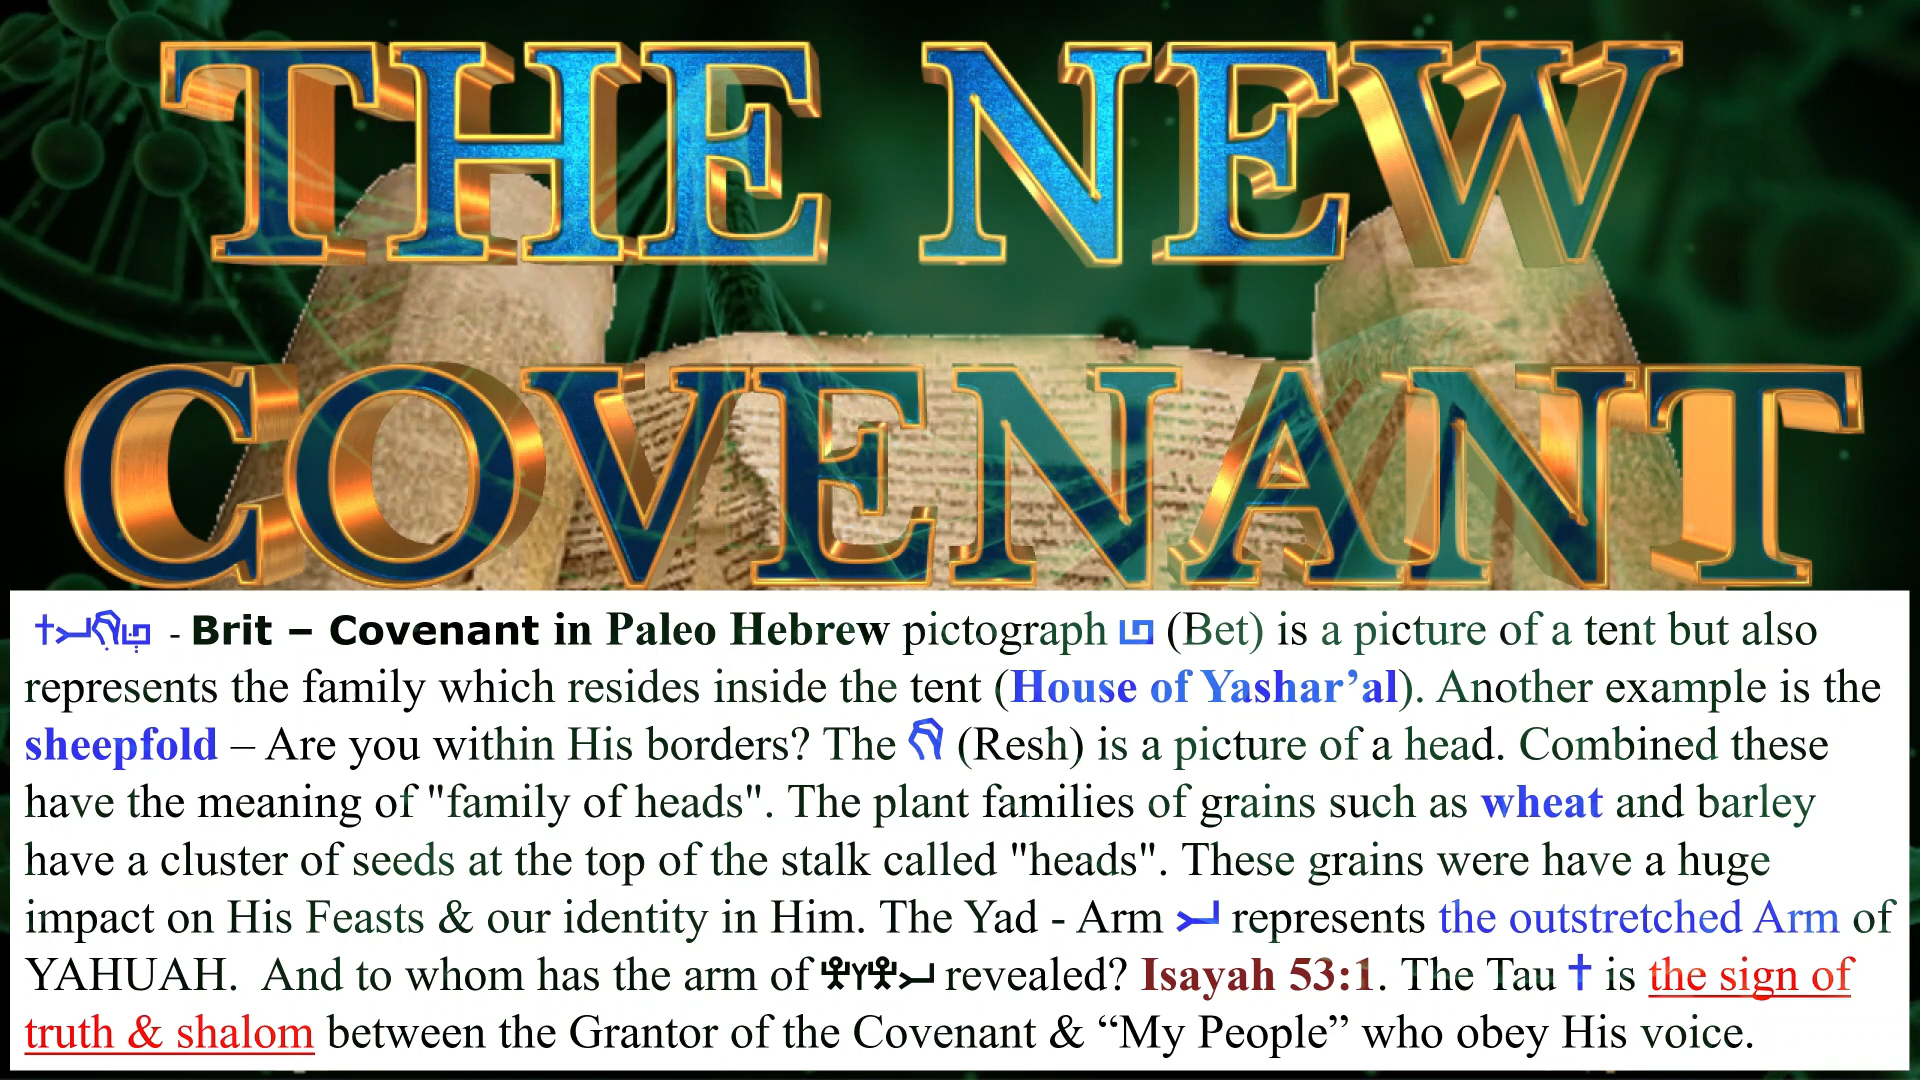 THE NEW
COVENANT
- Brit – Covenant in Paleo Hebrew pictograph (Bet) is a picture of a tent but also
represents the family which resides inside the tent (House of Yashar’al). Another example is the
sheepfold – Are you within His borders? The (Resh) is a picture of a head. Combined these
have the meaning of "family of heads". The plant families of grains such as wheat and barley
have a cluster of seeds at the top of the stalk called "heads". These grains were have a huge
impact on His Feasts & our identity in Him. The Yad - Arm represents the outstretched Arm of
YAHUAH. And to whom has the arm of revealed? Isayah 53:1. The Tau is the sign of
truth & shalom between the Grantor of the Covenant & “My People” who obey His voice.